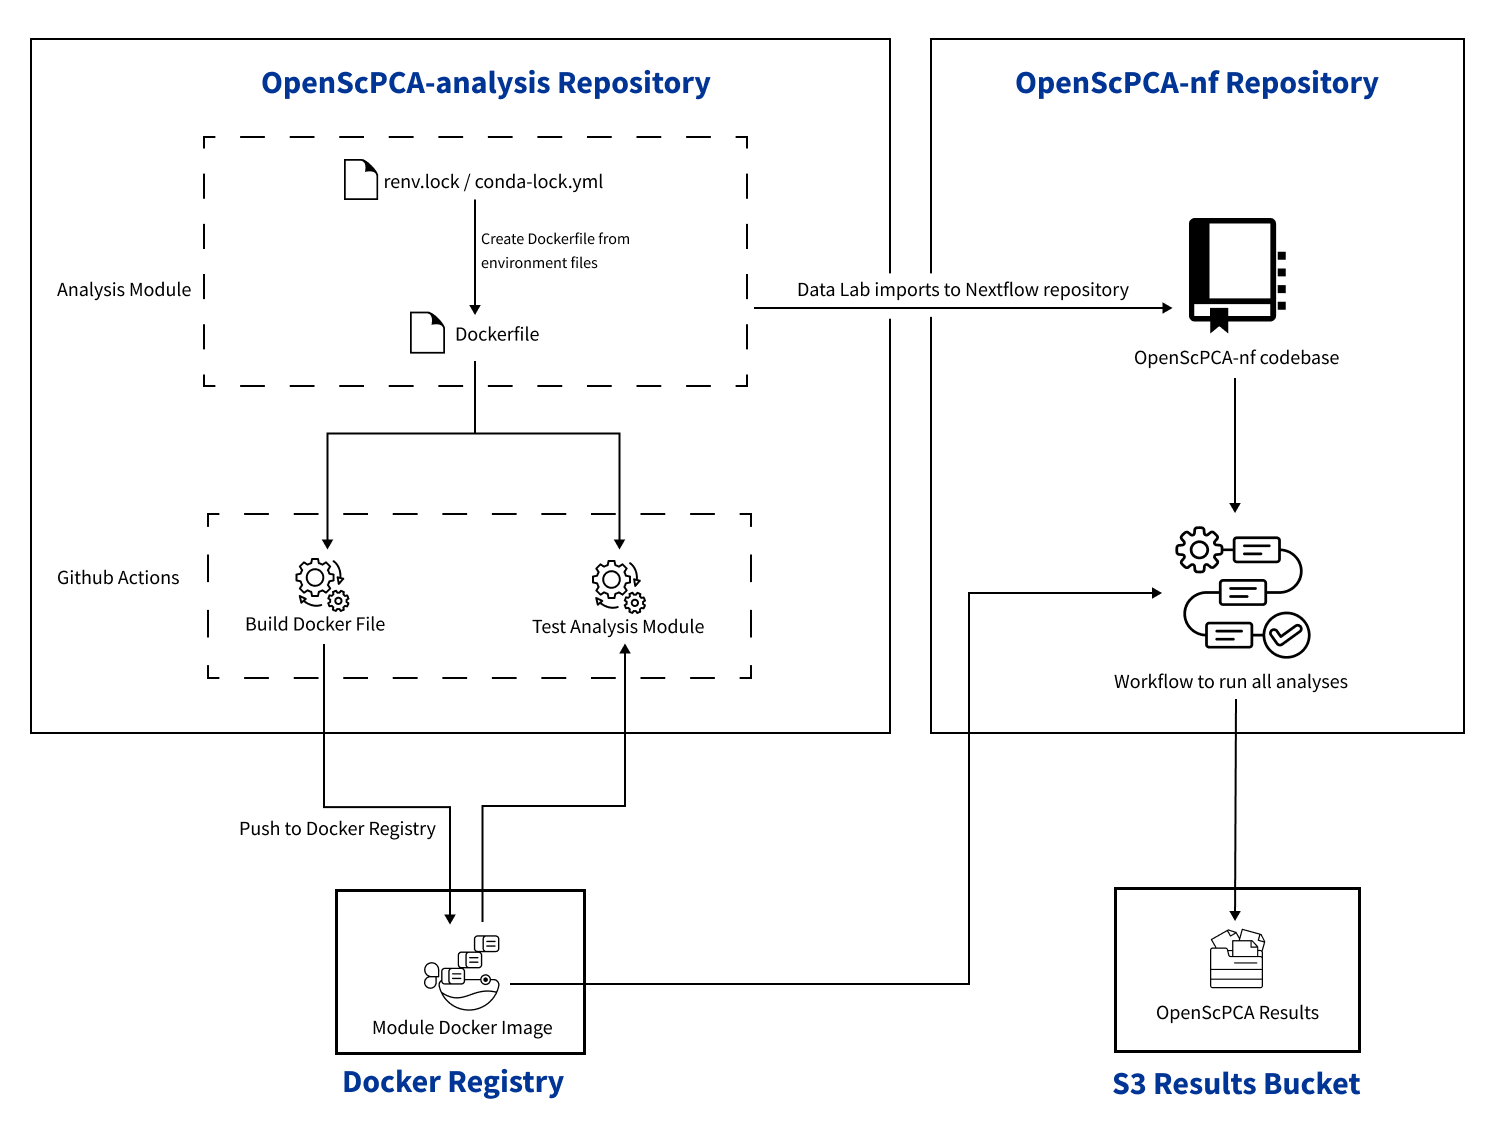 OpenScPCA-analysis Repository
OpenScPCA-nf Repository
renv.lock / conda-lock.yml
Create Dockerfile from
environment files
Analysis Module
Data Lab imports to Nextflow repository
Dockerfile
OpenScPCA-nf codebase
Github Actions
Build Docker File
Test Analysis Module
Workflow to run all analyses
Push to Docker Registry
Module Docker Image
OpenScPCA Results
Docker Registry
S3 Results Bucket